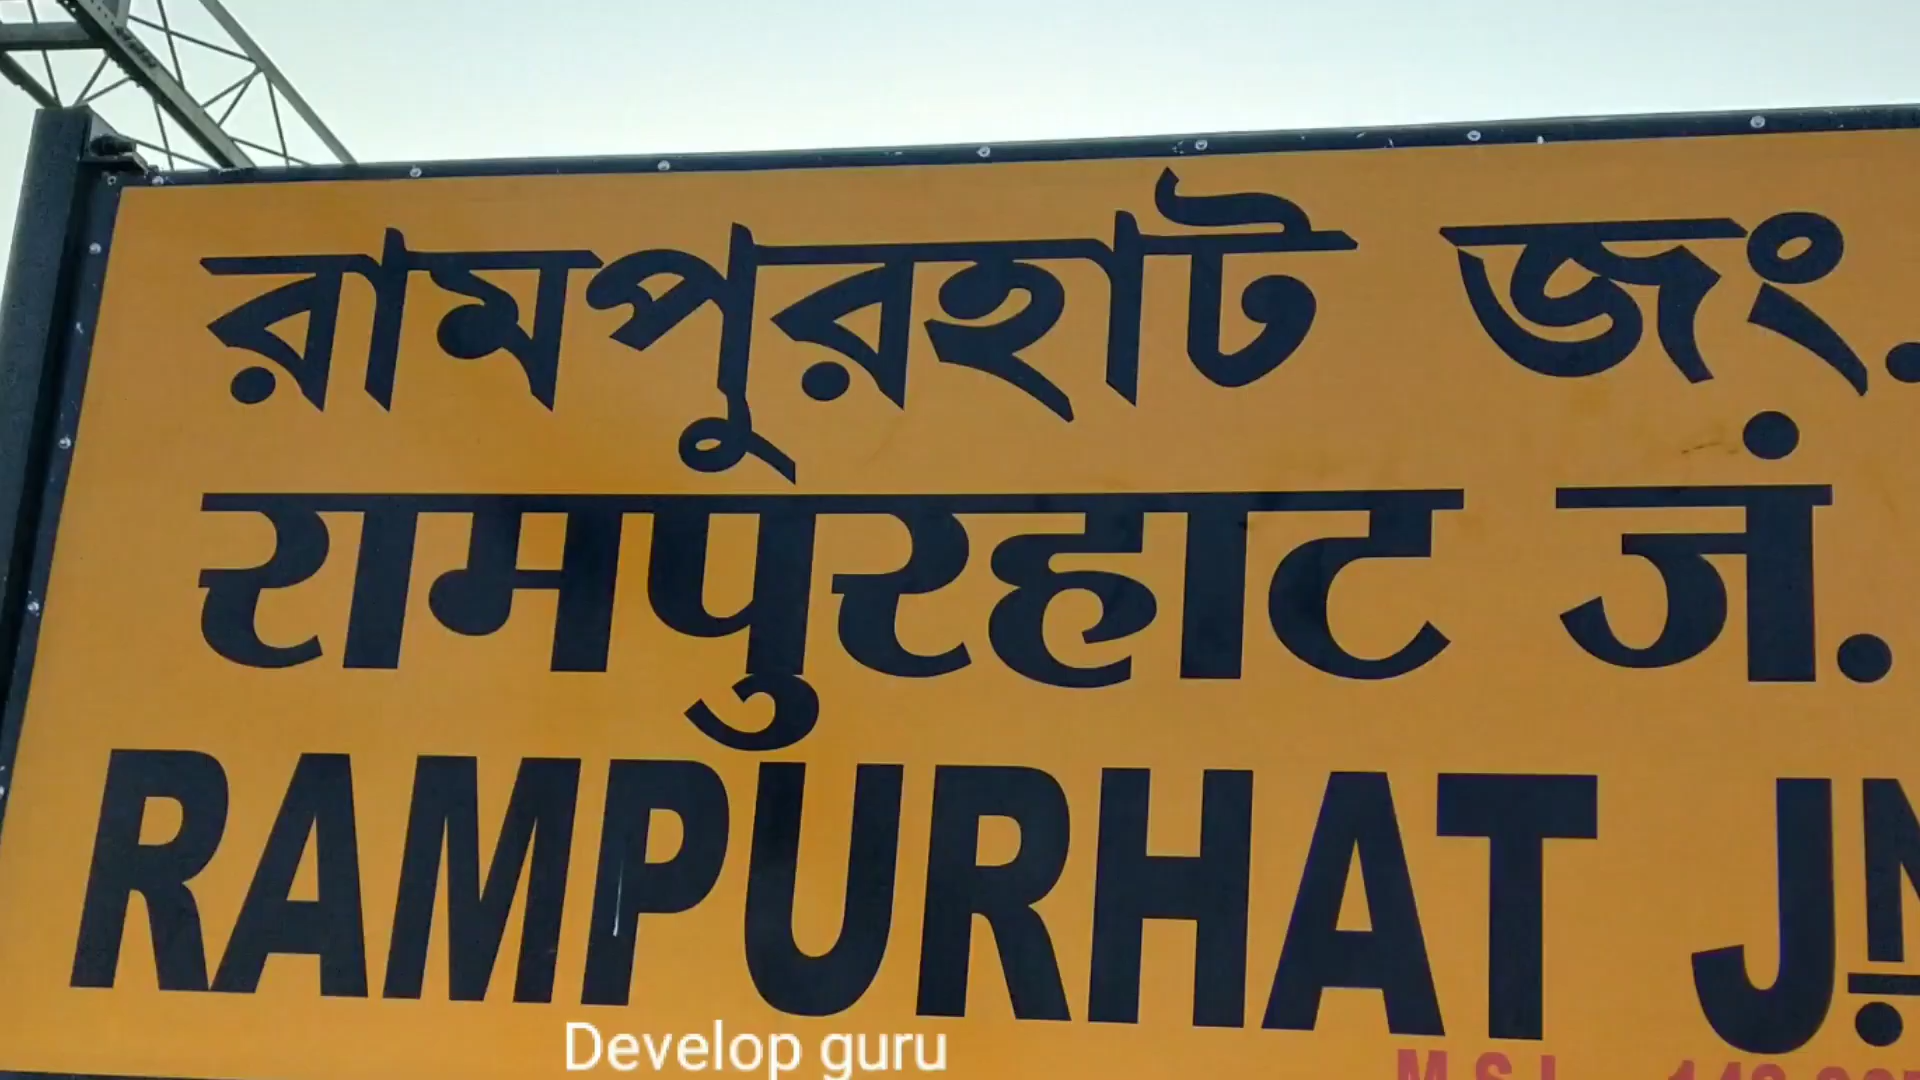 রামপুরহাট জং.
रामपुरहाट जं.
RAMPURHAT JN
Develop guru
M.S.L.